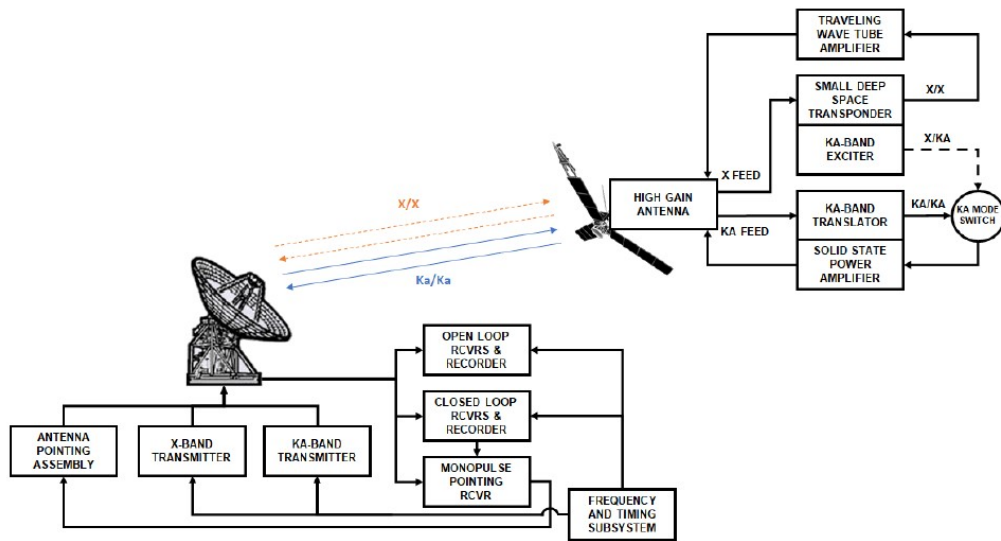 TRAVELING
WAVE TUBE
AMPLIFIER
SMALL DEEP
SPACE
TRANSPONDER
X/X
KA-BAND
EXCITER
X/KA
X FEED
HIGH GAIN
ANTENNA
KA FEED
KA-BAND
TRANSLATOR
KA/KA
KA MODE
SWITCH
SOLID STATE
POWER
AMPLIFIER
X/X
Ka/Ka
OPEN LOOP
RCVRS &
RECORDER
CLOSED LOOP
RCVRS &
RECORDER
ANTENNA
POINTING
ASSEMBLY
X-BAND
TRANSMITTER
KA-BAND
TRANSMITTER
MONOPULSE
POINTING
RCVR
FREQUENCY
AND TIMING
SUBSYSTEM